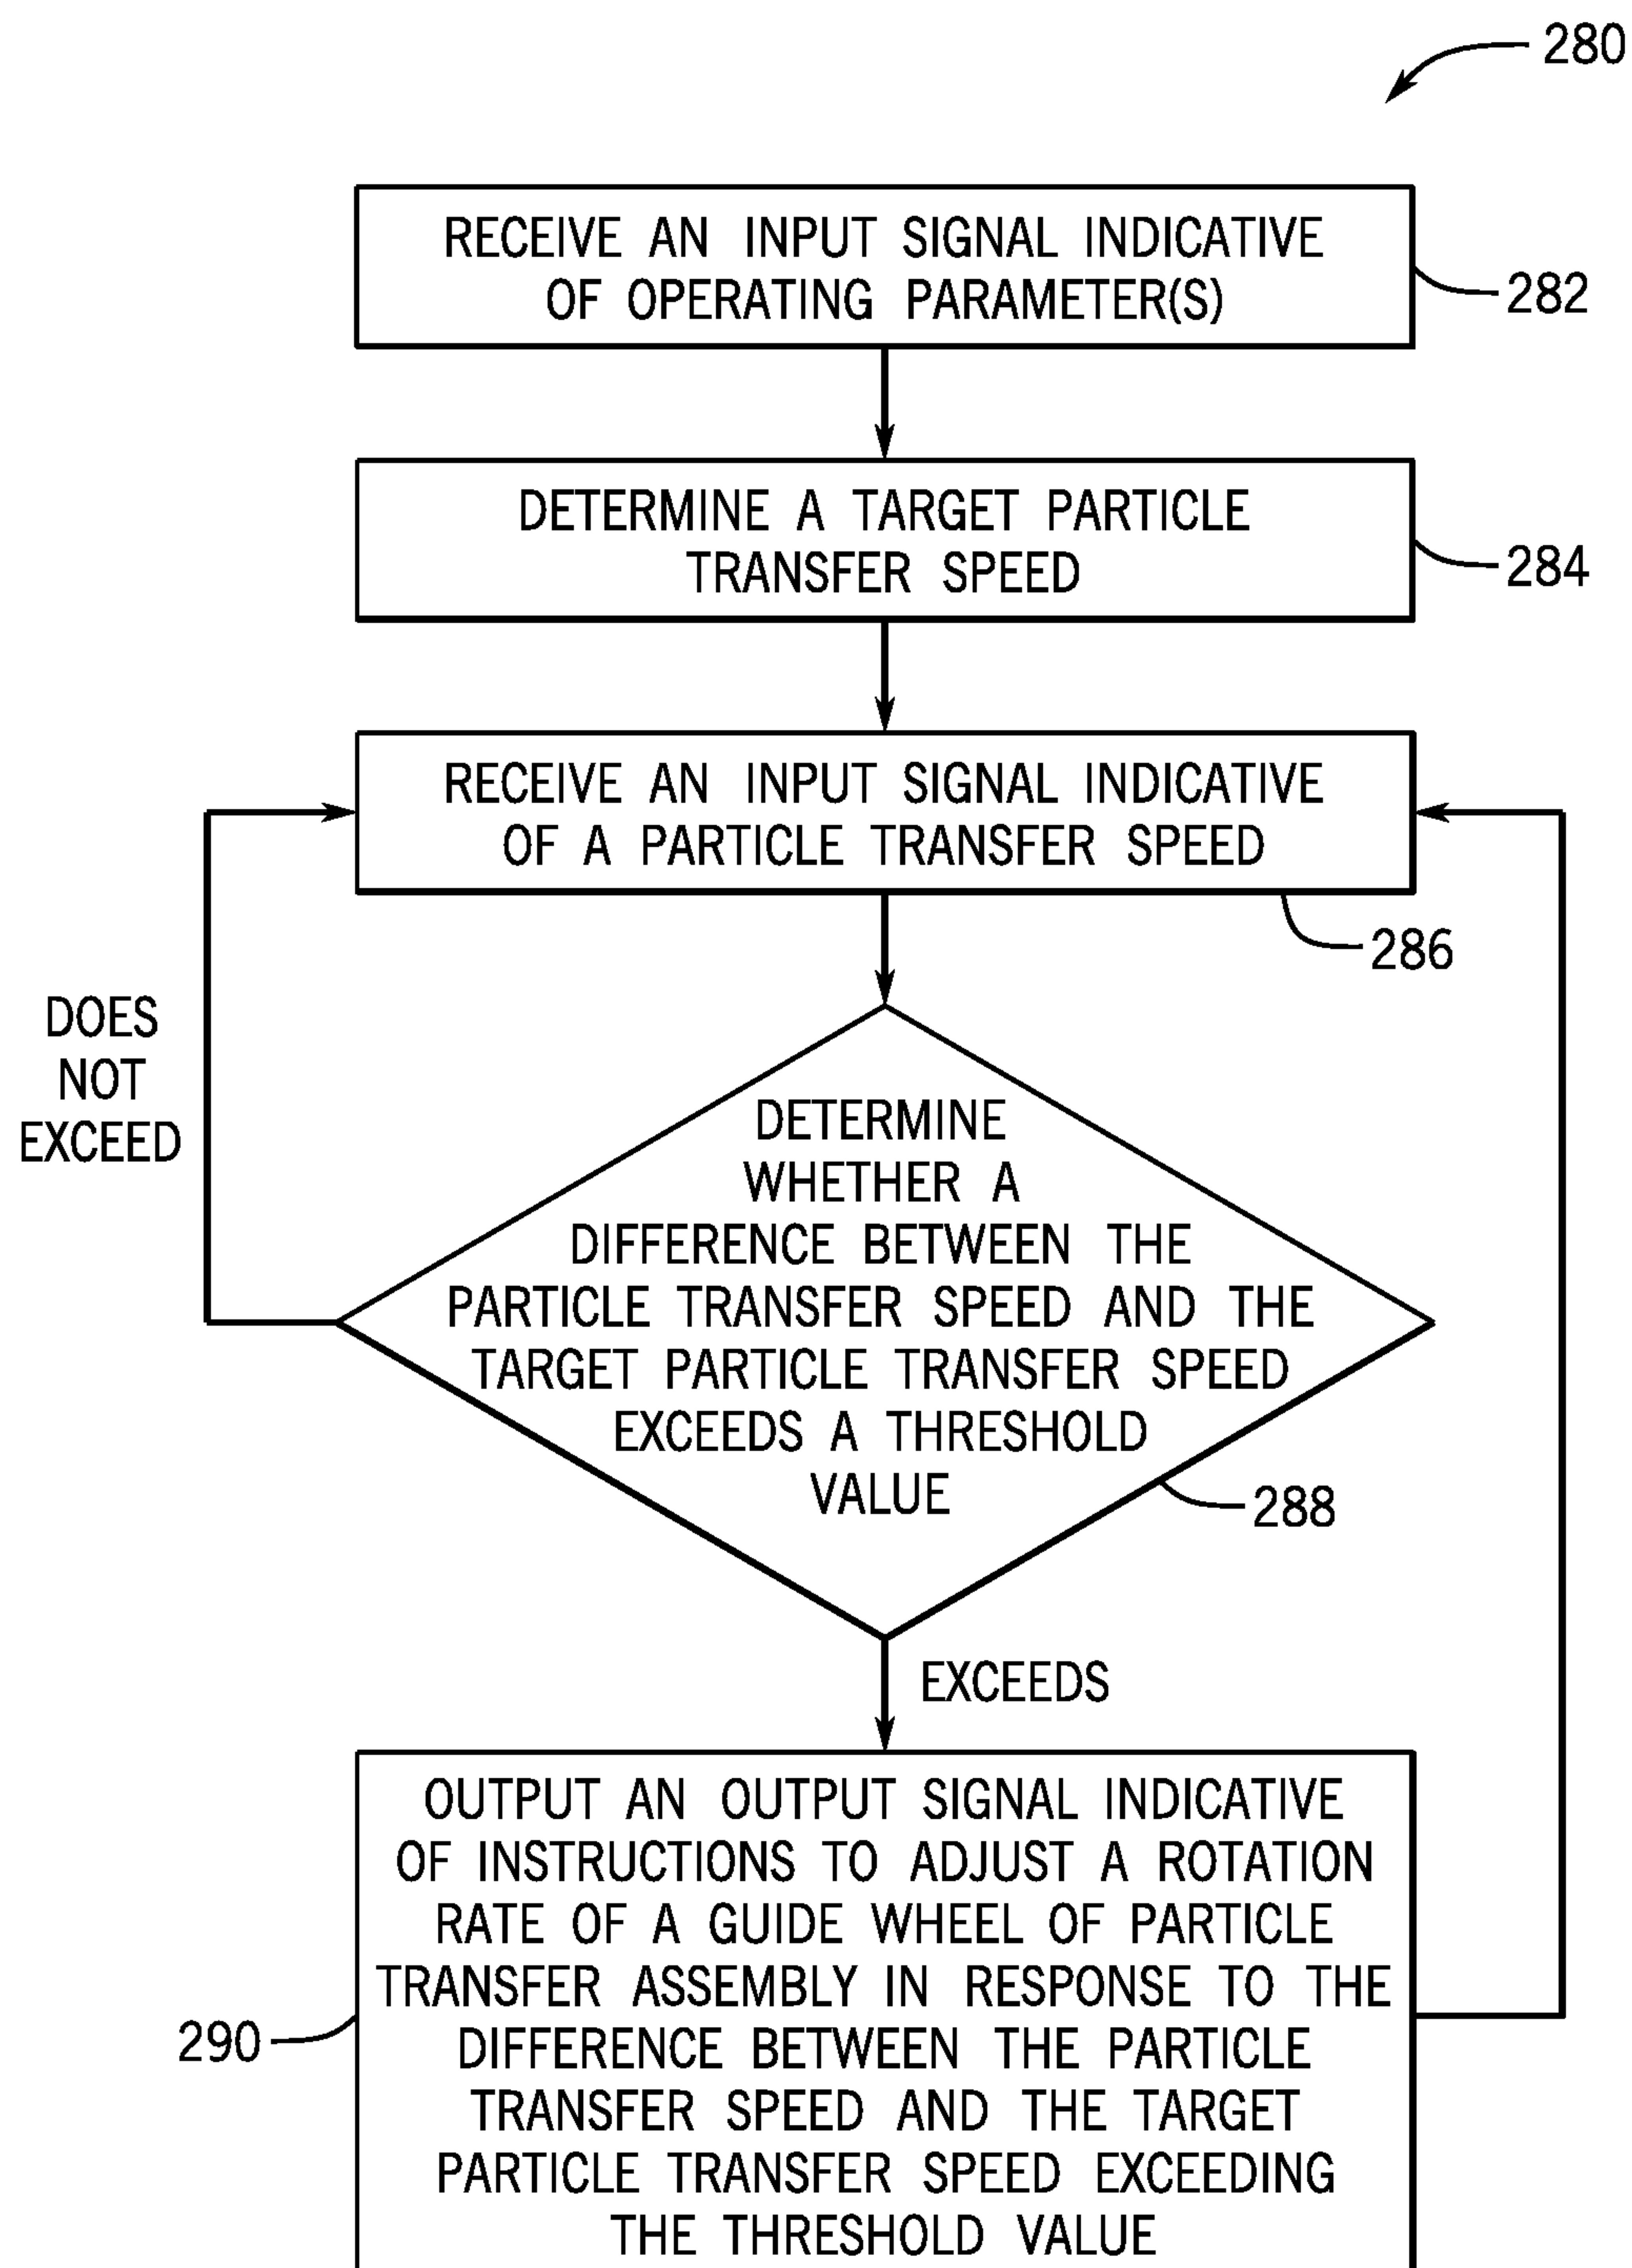 280
RECEIVE AN INPUT SIGNAL INDICATIVE
OF OPERATING PARAMETER(S)
282
DETERMINE A TARGET PARTICLE
TRANSFER SPEED
284
RECEIVE AN INPUT SIGNAL INDICATIVE
OF A PARTICLE TRANSFER SPEED
286
DOES
NOT
EXCEED
DETERMINE
WHETHER A
DIFFERENCE BETWEEN THE
PARTICLE TRANSFER SPEED AND THE
TARGET PARTICLE TRANSFER SPEED
EXCEEDS A THRESHOLD
VALUE
288
EXCEEDS
OUTPUT AN OUTPUT SIGNAL INDICATIVE
OF INSTRUCTIONS TO ADJUST A ROTATION
RATE OF A GUIDE WHEEL OF PARTICLE
TRANSFER ASSEMBLY IN RESPONSE TO THE
DIFFERENCE BETWEEN THE PARTICLE
TRANSFER SPEED AND THE TARGET
PARTICLE TRANSFER SPEED EXCEEDING
THE THRESHOLD VALUE
290